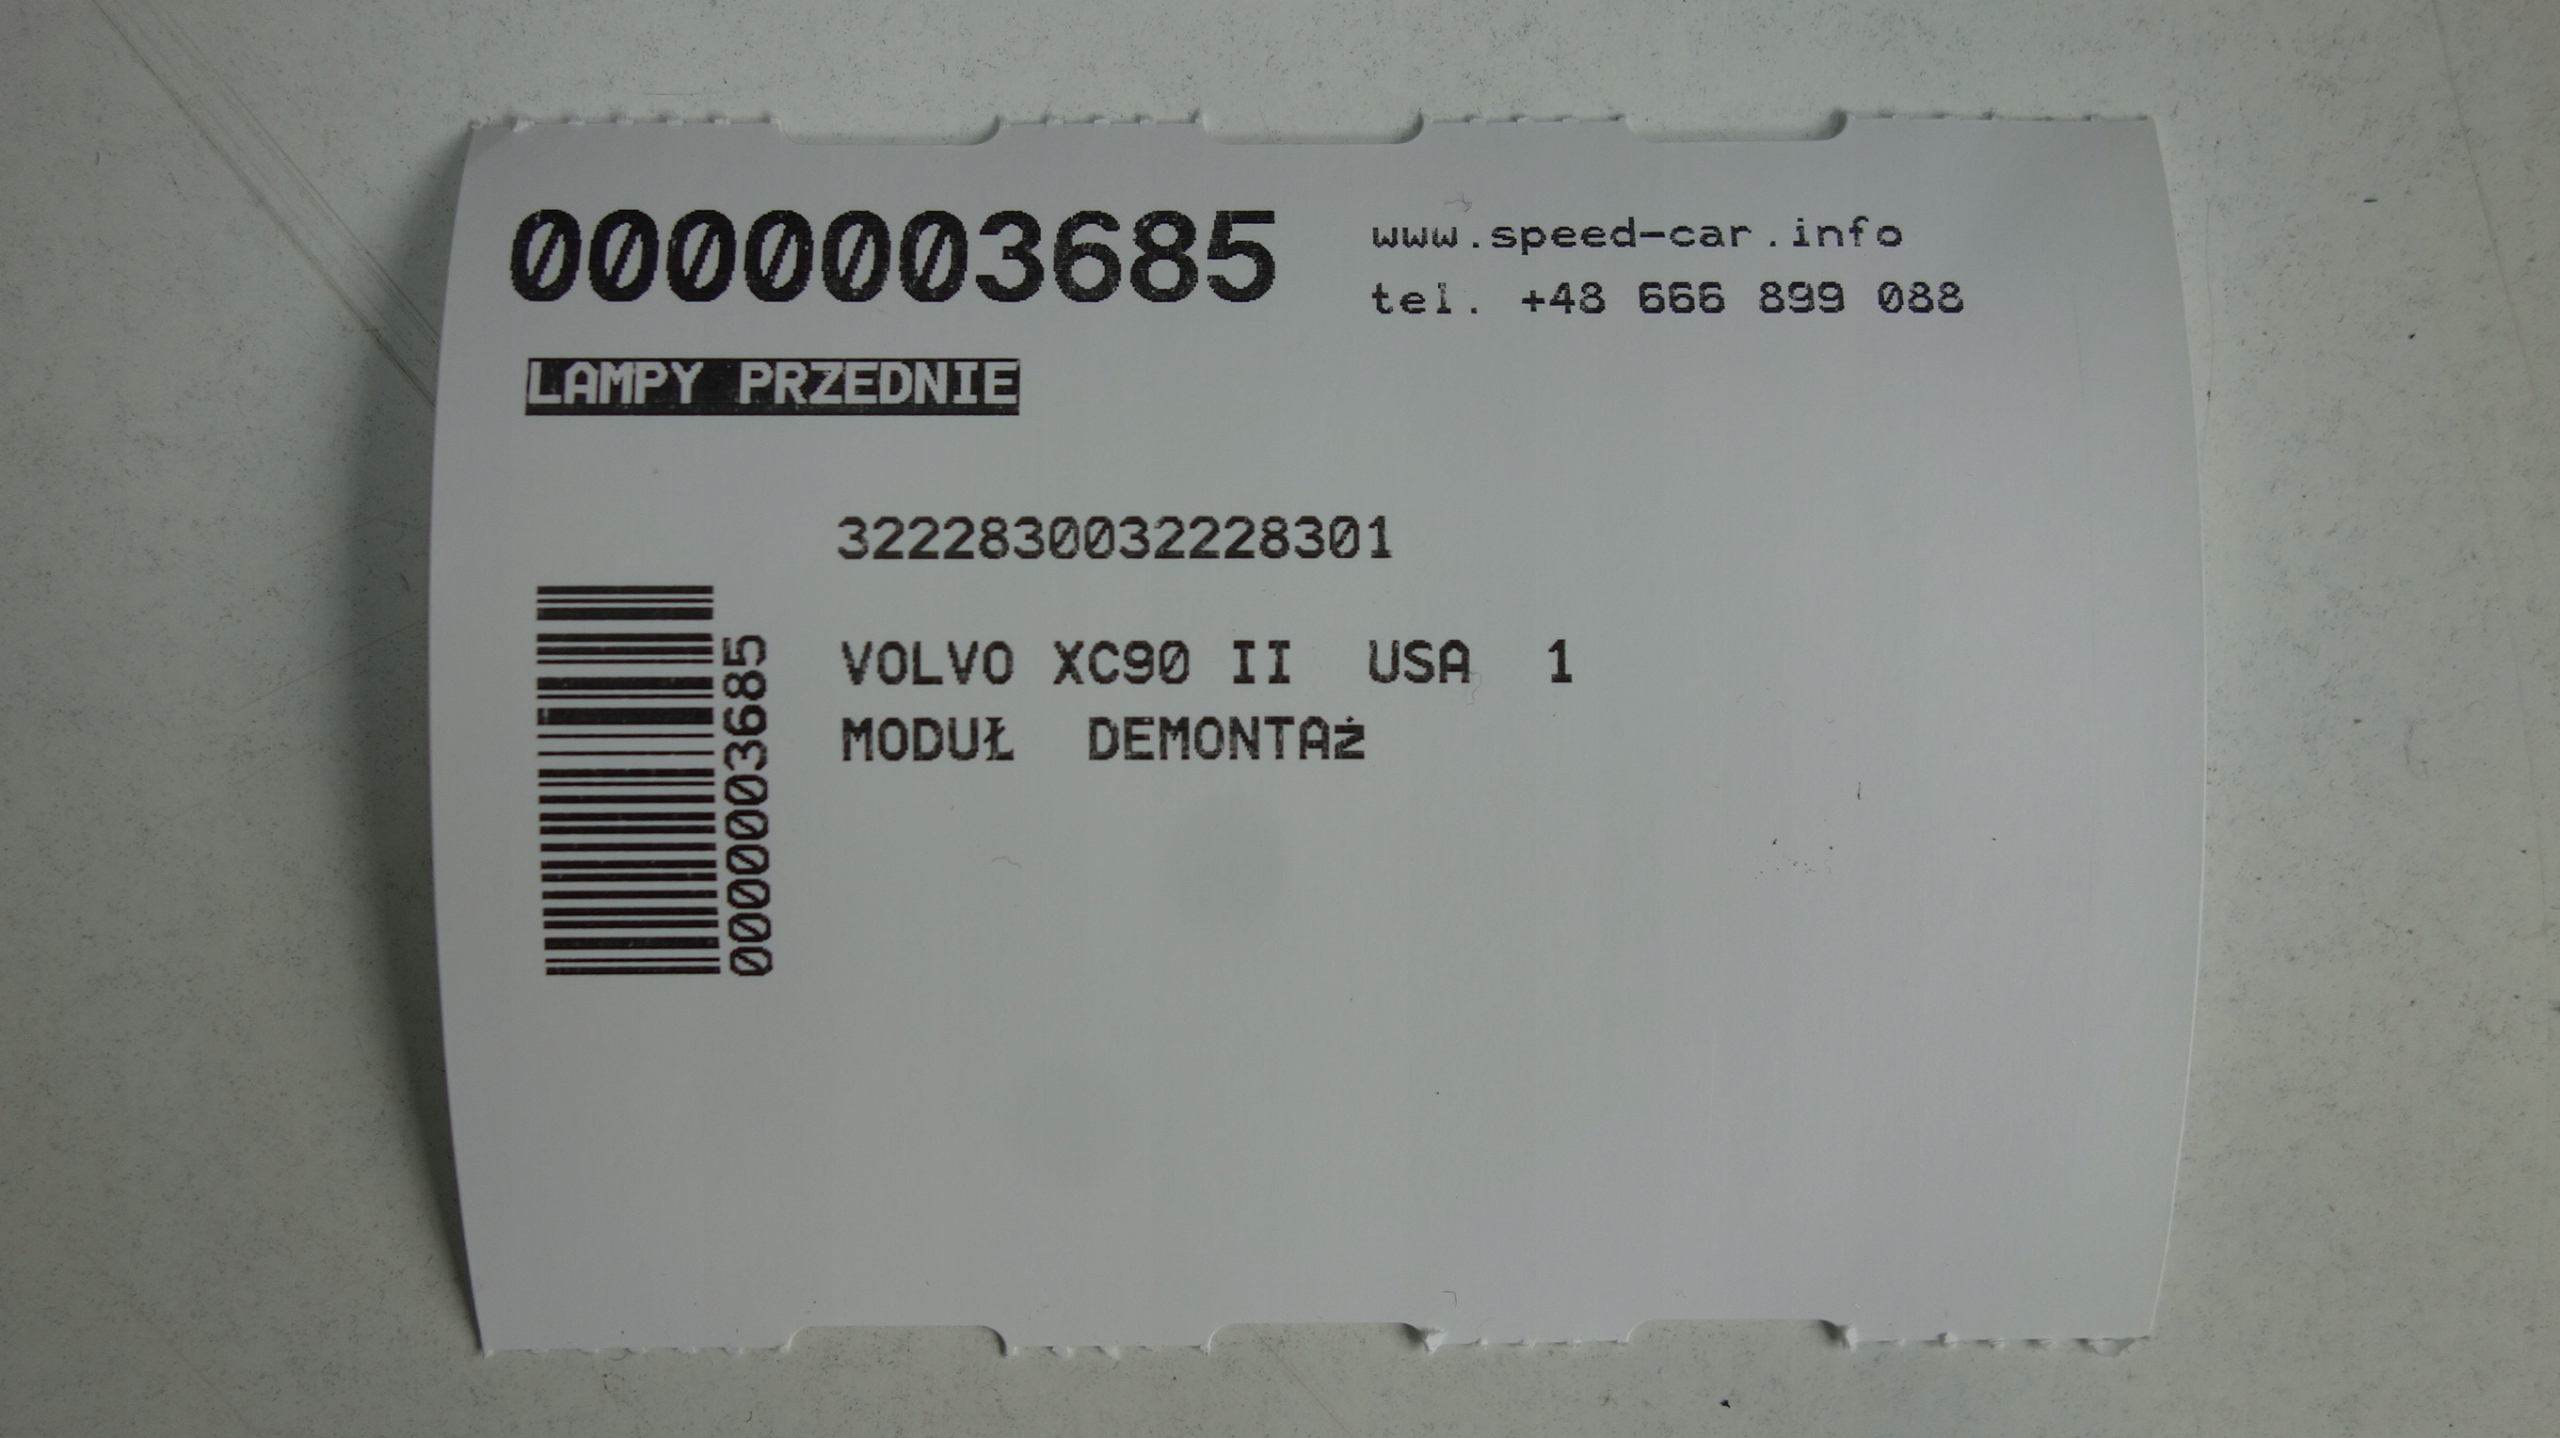 0000003685
www.speed-car.info
tel. +48 666 899 088
LAMPY PRZEDNIE
3222830032228301
0000003685
VOLVO XC90 II  USA  1
MODUŁ  DEMONTAż